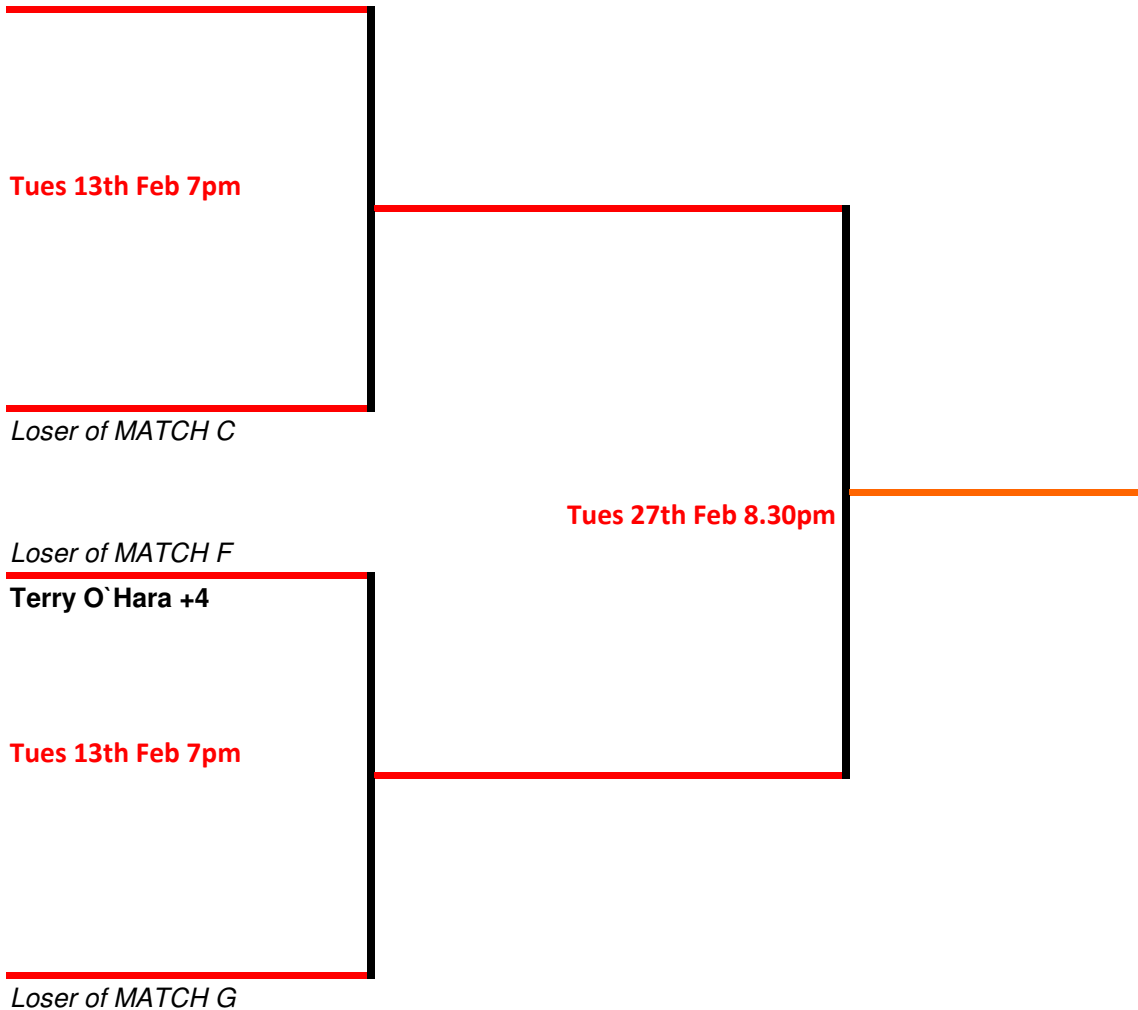 Tues 13th Feb 7pm
Loser of MATCH C
Tues 27th Feb 8.30pm
Loser of MATCH F
Terry O`Hara +4
Tues 13th Feb 7pm
Loser of MATCH G